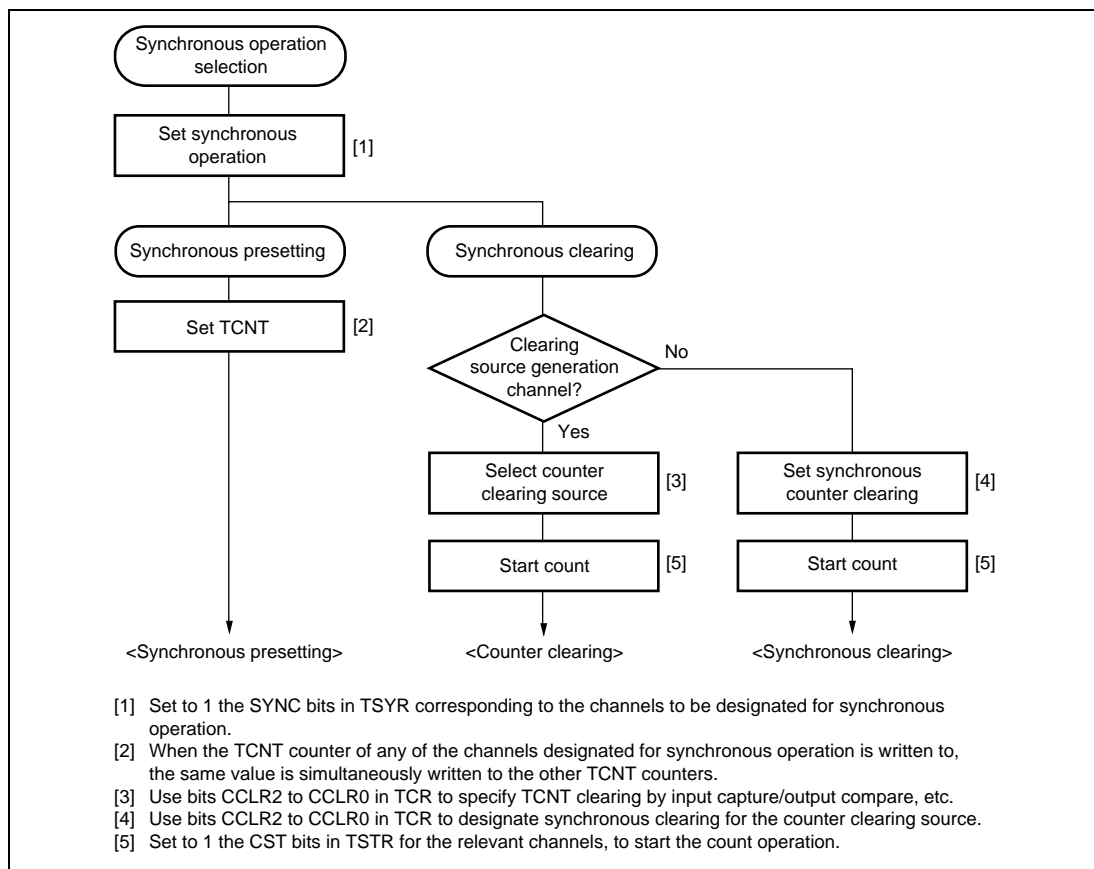 Synchronous operation
selection
Set synchronous
operation
[1]
Synchronous presetting
Synchronous clearing
Set TCNT
[2]
Clearing
source generation
channel?
No
Yes
Select counter
clearing source
[3]
Set synchronous
counter clearing
[4]
Start count
[5]
Start count
[5]
<Synchronous presetting>
<Counter clearing>
<Synchronous clearing>
[1] Set to 1 the SYNC bits in TSYR corresponding to the channels to be designated for synchronous
operation.
[2] When the TCNT counter of any of the channels designated for synchronous operation is written to,
the same value is simultaneously written to the other TCNT counters.
[3] Use bits CCLR2 to CCLR0 in TCR to specify TCNT clearing by input capture/output compare, etc.
[4] Use bits CCLR2 to CCLR0 in TCR to designate synchronous clearing for the counter clearing source.
[5] Set to 1 the CST bits in TSTR for the relevant channels, to start the count operation.